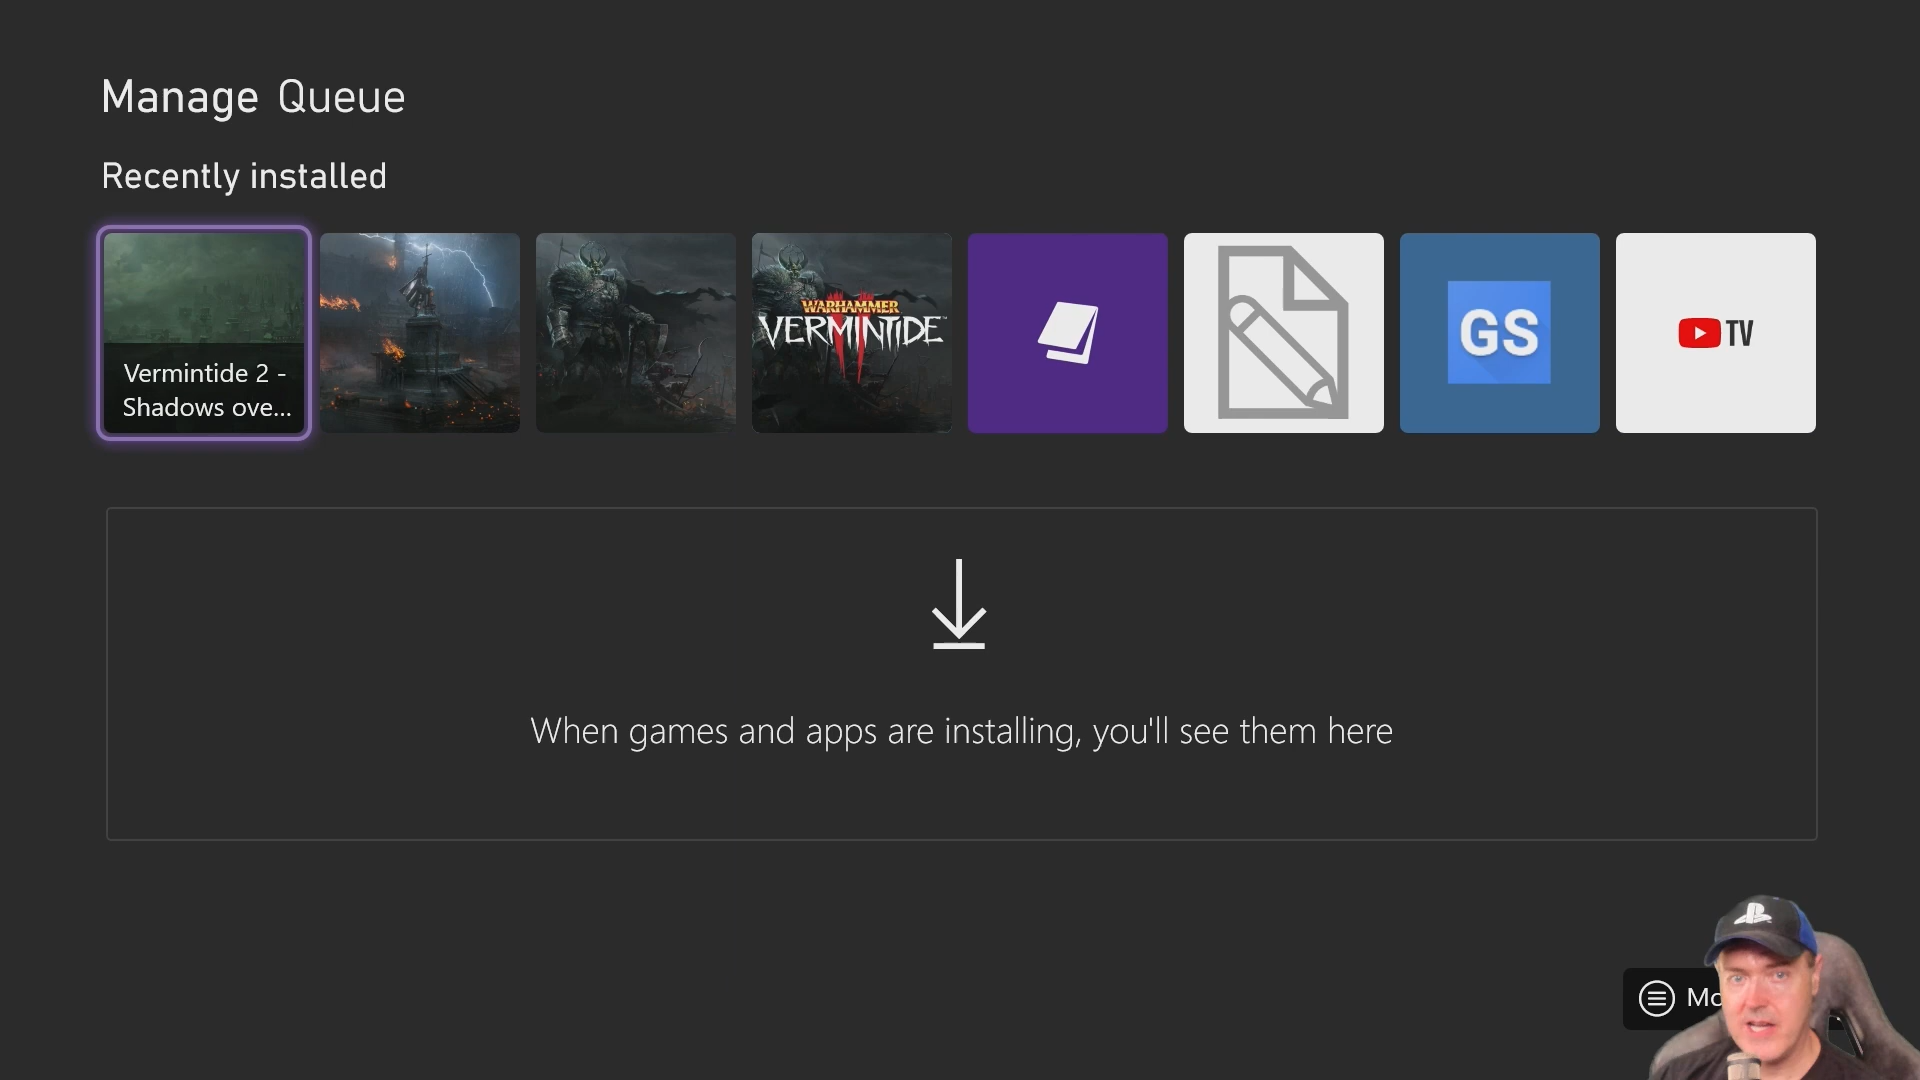 Manage Queue
Recently installed
Vermintide 2 -
Shadows ove...
WARHAMMER
VERMINTIDE
II
GS
TV
When games and apps are installing, you'll see them here